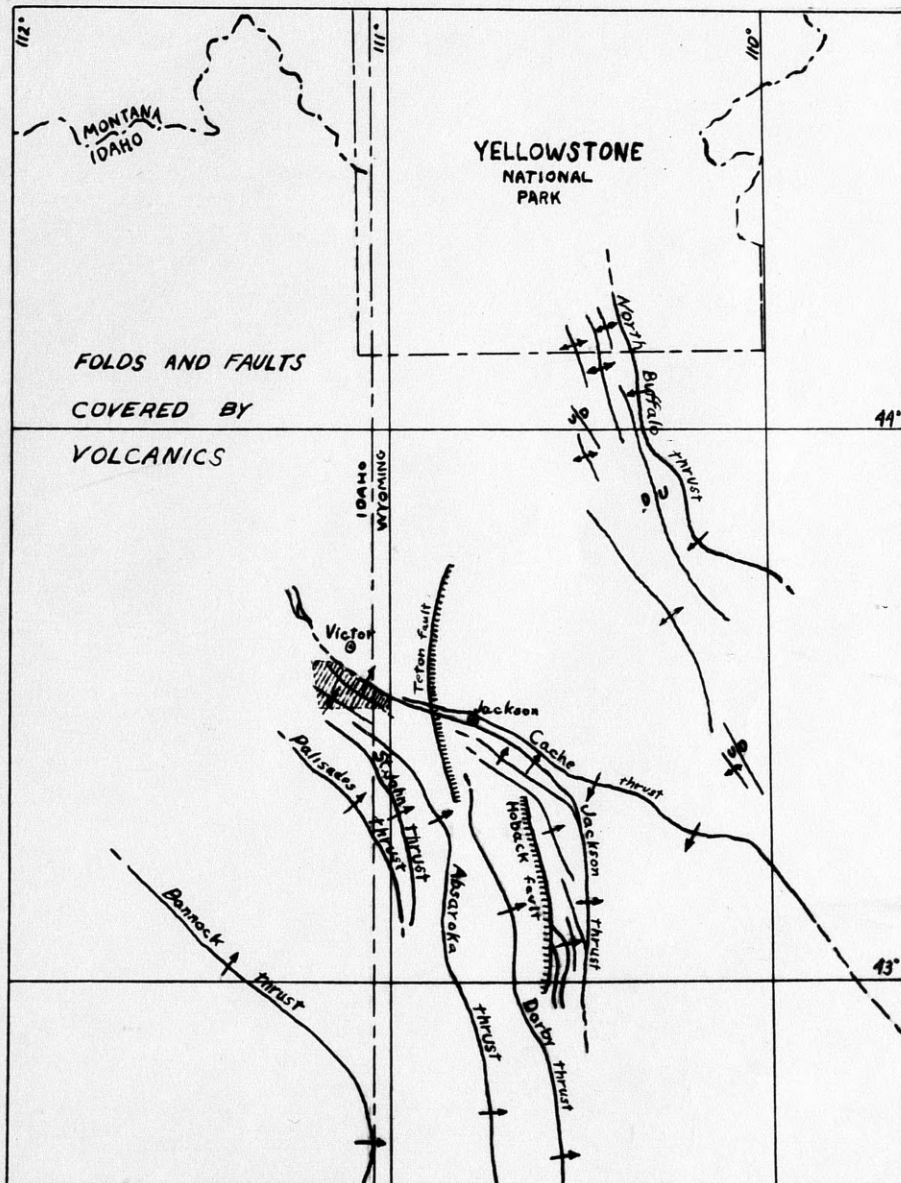 112°
111°
110°
MONTANA
IDAHO
YELLOWSTONE
NATIONAL
PARK
North Buffalo thrust
FOLDS AND FAULTS
COVERED BY
VOLCANICS
44°
IDAHO
WYOMING
U
D
Victor
Teton fault
Jackson
Cache thrust
U
D
Palisades thrust
St. John thrust
Absaroka thrust
Hoback fault
Jackson thrust
Bannock thrust
43°
Darby thrust